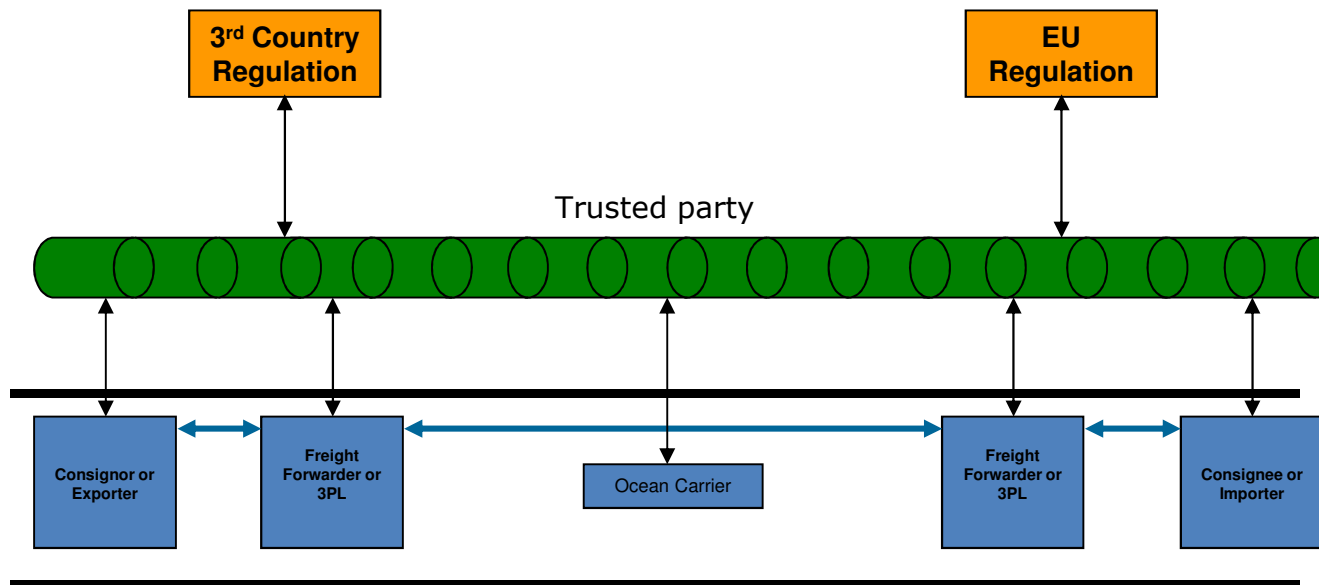 3rd Country
Regulation
EU
Regulation
Trusted party
Consignor or
Exporter
Freight
Forwarder or
3PL
Ocean Carrier
Freight
Forwarder or
3PL
Consignee or
Importer